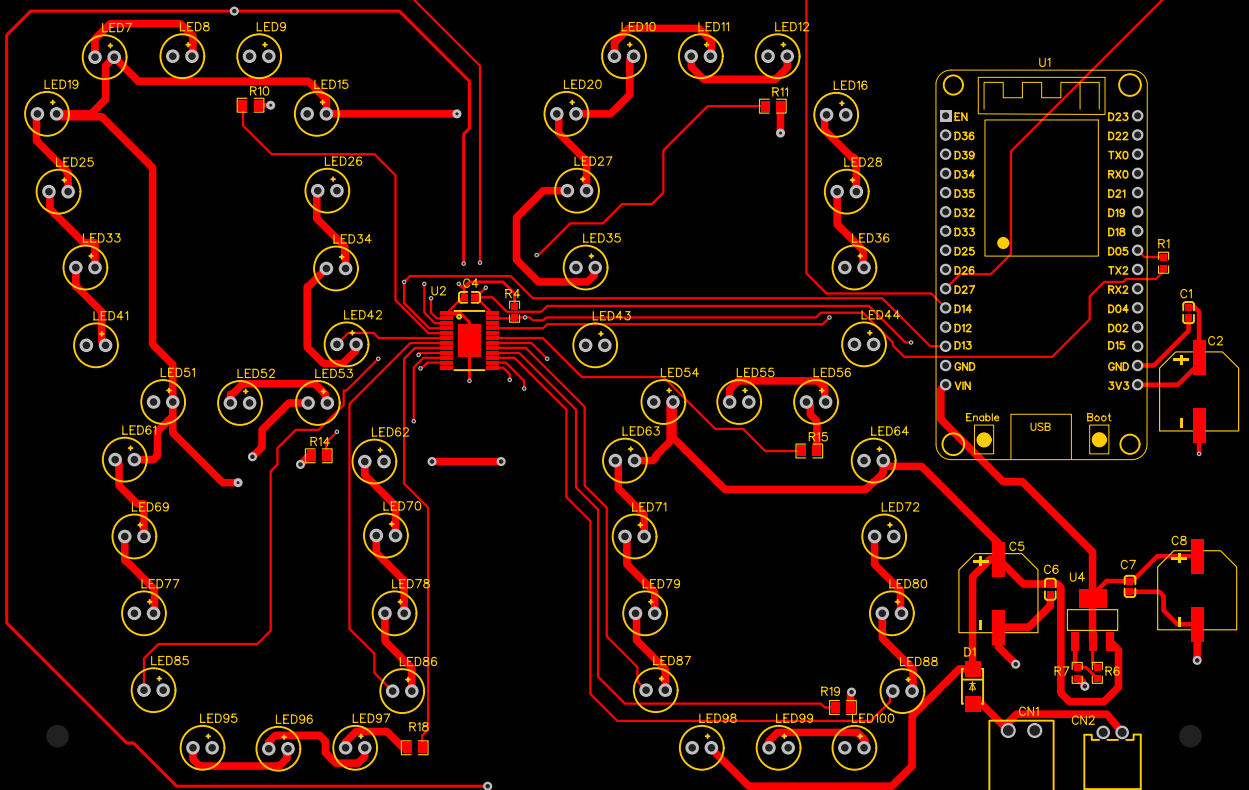 LED7 LED8 LED9 LED10 LED11 LED12
U1
LED19 R10 LED15 LED20 R11 LED16
EN D23
D36 D22
D39 TX0
LED25 LED26 LED27 LED28
D34 RX0
D35 D21
D32 D19
D33 D18
LED33 LED34 LED35 LED36
D25 D05 R1
D26 TX2
D27 RX2
U2 C4 R4 C1
D14 D04
LED41 LED42 LED43 LED44
D12 D02
D13 D15 C2
GND GND
LED51 LED52 LED53 LED54 LED55 LED56
VIN 3V3
Enable USB Boot
LED61 R14 LED62 LED63 R15 LED64
LED69 LED70 LED71 LED72
C5 C8
C6 U4 C7
LED77 LED78 LED79 LED80
D1
LED85 LED86 LED87 LED88
R7 R6
R19
LED95 LED96 LED97 R18 LED98 LED99 LED100
CN1 CN2